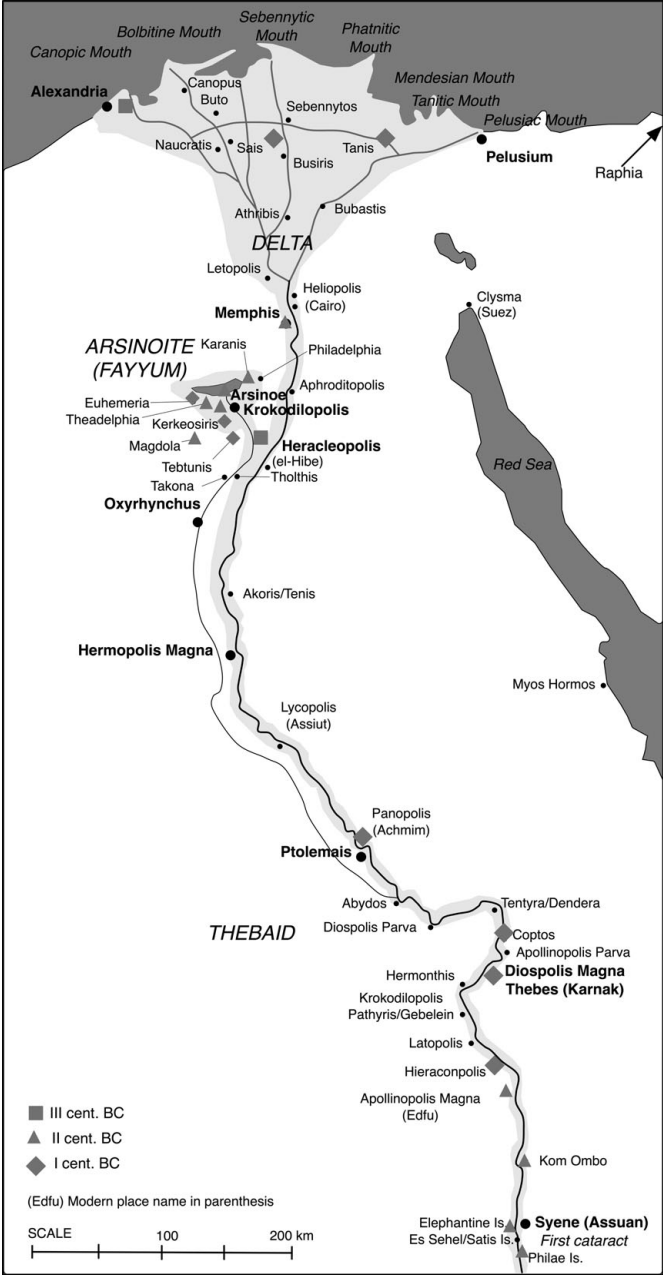 Sebennytic
Mouth
Bolbitine Mouth
Phatnitic
Mouth
Canopic Mouth
Mendesian Mouth
Tanitic Mouth
Pelusiac Mouth
Alexandria
Canopus
Buto
Sebennytos
Naucratis
Sais
Busiris
Tanis
Pelusium
Raphia
Athribis
Bubastis
DELTA
Letopolis
Heliopolis
(Cairo)
Memphis
Clysma
(Suez)
ARSINOITE
(FAYYUM)
Karanis
Philadelphia
Aphroditopolis
Euhemeria
Arsinoe
Krokodilopolis
Theadelphia
Kerkeosiris
Magdola
Heracleopolis
(el-Hibe)
Tebtunis
Tholthis
Takona
Oxyrhynchus
Red Sea
Akoris/Tenis
Hermopolis Magna
Myos Hormos
Lycopolis
(Assiut)
Panopolis
(Achmim)
Ptolemais
Abydos
Tentyra/Dendera
Diospolis Parva
THEBAID
Coptos
Apollinopolis Parva
Diospolis Magna
Thebes (Karnak)
Hermonthis
Krokodilopolis
Pathyris/Gebelein
Latopolis
Hieraconpolis
Apollinopolis Magna
(Edfu)
Kom Ombo
Elephantine Is.
Syene (Assuan)
Es Sehel/Satis Is.
First cataract
Philae Is.
III cent. BC
II cent. BC
I cent. BC
(Edfu) Modern place name in parenthesis
SCALE 100 200 km